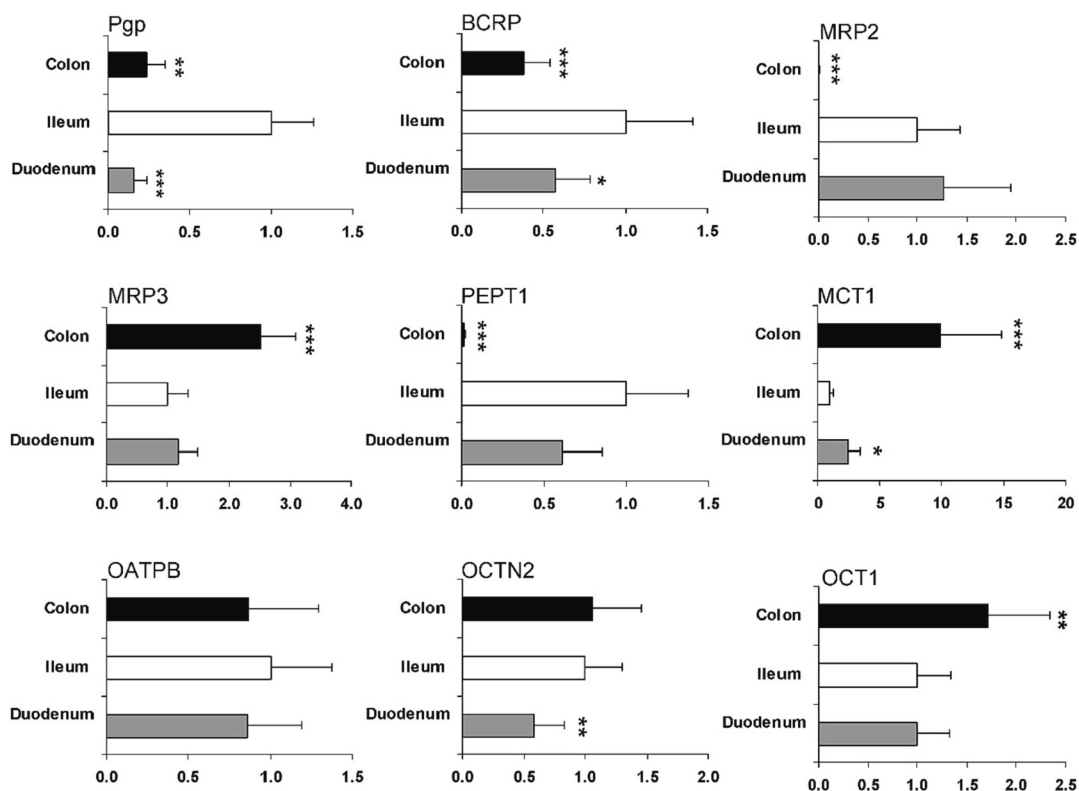 Pgp
Colon
**
Ileum
Duodenum
***
0.0 0.5 1.0 1.5
BCRP
Colon
***
Ileum
Duodenum
*
0.0 0.5 1.0 1.5
MRP2
Colon
***
Ileum
Duodenum
0.0 0.5 1.0 1.5 2.0 2.5
MRP3
Colon
***
Ileum
Duodenum
0.0 1.0 2.0 3.0 4.0
PEPT1
Colon
***
Ileum
Duodenum
0.0 0.5 1.0 1.5
MCT1
Colon
***
Ileum
Duodenum
*
0 5 10 15 20
OATPB
Colon
Ileum
Duodenum
0.0 0.5 1.0 1.5
OCTN2
Colon
Ileum
Duodenum
**
0.0 0.5 1.0 1.5 2.0
OCT1
Colon
**
Ileum
Duodenum
0.0 0.5 1.0 1.5 2.0 2.5